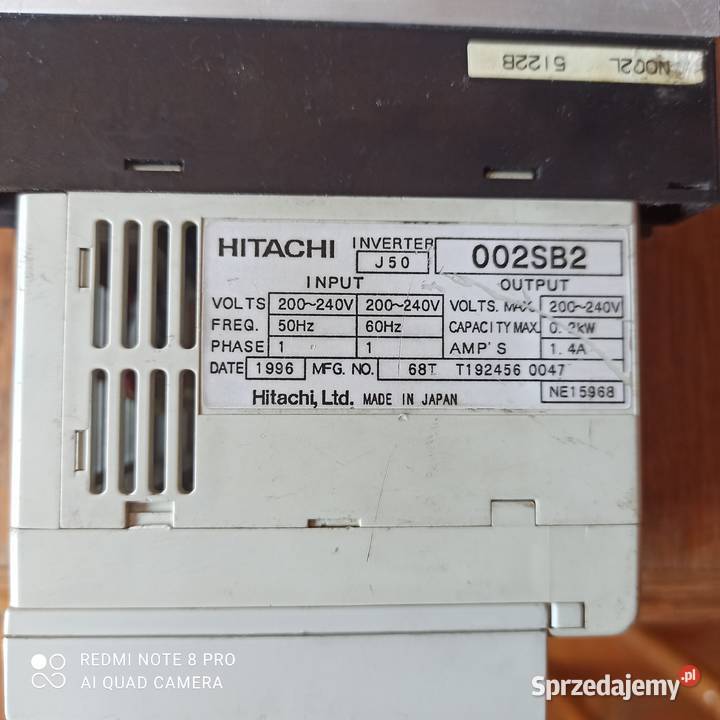 N002L 5122B
HITACHI INVERTER J50 002SB2
INPUT OUTPUT
VOLTS 200~240V 200~240V VOLTS. MAX. 200~240V
FREQ. 50Hz 60Hz CAPACITY MAX. 0.2kW
PHASE 1 1 AMP'S 1.4A
DATE 1996 MFG. NO. 68T T192456 0047
NE15968
Hitachi, Ltd. MADE IN JAPAN
REDMI NOTE 8 PRO
AI QUAD CAMERA
Sprzedajemy.pl